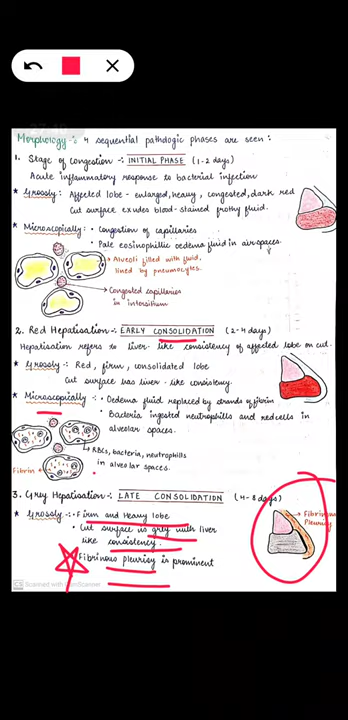 Morphology :- 4 sequential pathologic phases are seen :
1. Stage of Congestion :- INITIAL PHASE (1-2 days)
Acute inflammatory response to bacterial infection
* Grossly : Affected lobe - enlarged, heavy, congested, dark red
Cut surface exudes blood-stained frothy fluid.
* Microscopially - • Congestion of capillaries
• Pale eosinophilic oedema fluid in airspaces.
Alveoli filled with fluid,
lined by pneumocytes.
Congested capillaries
in intersitium
2. Red Hepatisation :- EARLY CONSOLIDATION (2-4 days)
Hepatisation refers to liver-like consistency of affected lobe on cut.
* Grossly : Red, firm, consolidated lobe
Cut surface has liver-like consistency.
* Microscopially : • Oedema fluid replaced by strands of fibrin
• Bacteria ingested neutrophills and redcells in
alveolar spaces.
RBCs, bacteria, neutrophills
in alveolar spaces.
Fibrin
3. Grey Hepatisation :- LATE CONSOLIDATION (4-8 days)
* Grossly :- • Firm and Heavy lobe
• Cut surface is grey with liver
like consistency.
Fibrinous pleurisy is prominent
Fibrinous
Pleurisy
CS Scanned with CamScanner